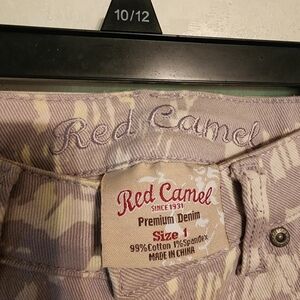 10/12
Red Camel
Red Camel
SINCE 1931
Premium Denim
Size 1
99%Cotton 1%Spandex
MADE IN CHINA